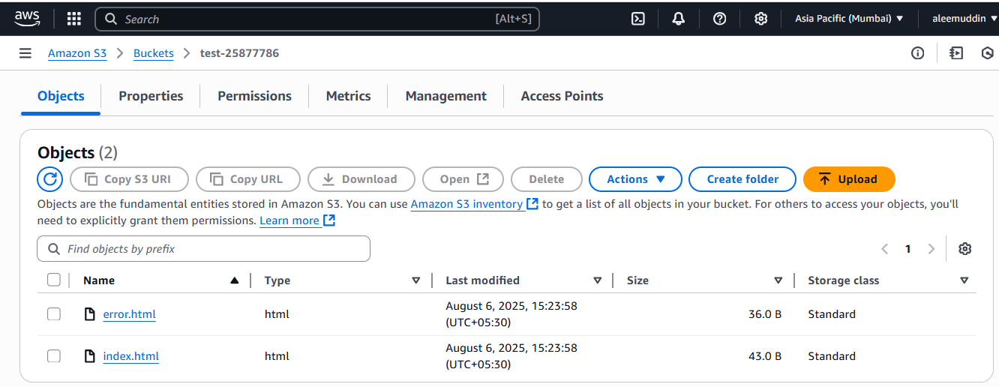 aws
Search [Alt+S]
Asia Pacific (Mumbai) aleemuddin
Amazon S3 Buckets test-25877786
Objects Properties Permissions Metrics Management Access Points
Objects (2)
Copy S3 URI Copy URL Download Open Delete Actions Create folder Upload
Objects are the fundamental entities stored in Amazon S3. You can use Amazon S3 inventory to get a list of all objects in your bucket. For others to access your objects, you'll
need to explicitly grant them permissions. Learn more
Find objects by prefix
1
Name Type Last modified Size Storage class
error.html html August 6, 2025, 15:23:58 (UTC+05:30) 36.0 B Standard
index.html html August 6, 2025, 15:23:58 (UTC+05:30) 43.0 B Standard